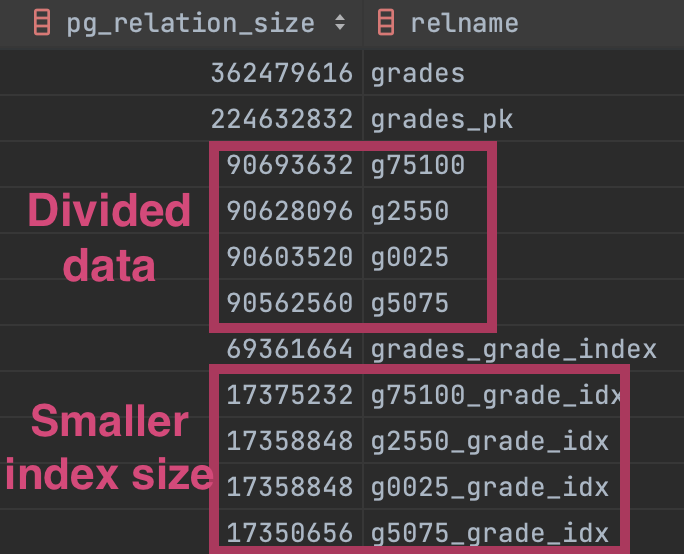 pg_relation_size relname
362479616 grades
224632832 grades_pk
90693632 g75100
90628096 g2550
90603520 g0025
90562560 g5075
Divided
data
69361664 grades_grade_index
17375232 g75100_grade_idx
17358848 g2550_grade_idx
17358848 g0025_grade_idx
17350656 g5075_grade_idx
Smaller
index size